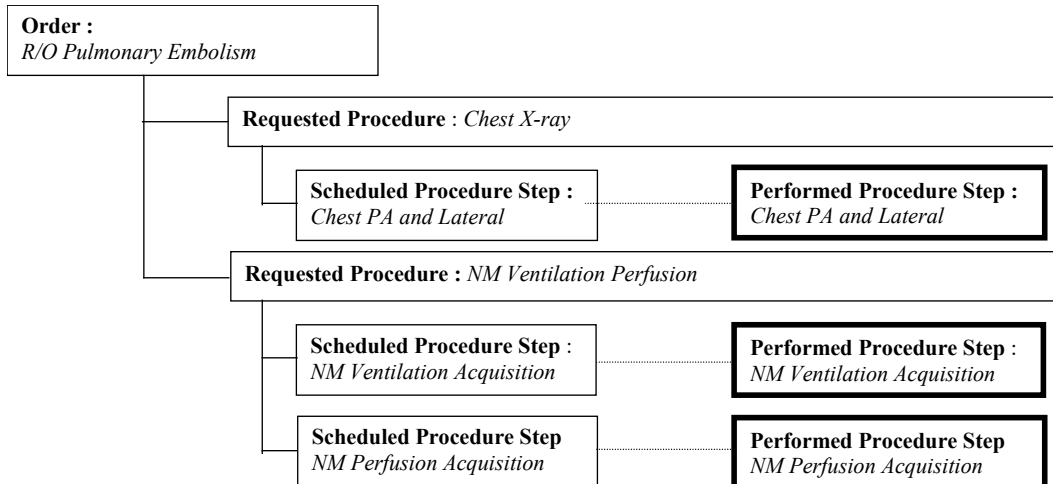 Order :
R/O Pulmonary Embolism
Requested Procedure : Chest X-ray
Scheduled Procedure Step :
Chest PA and Lateral
Performed Procedure Step :
Chest PA and Lateral
Requested Procedure : NM Ventilation Perfusion
Scheduled Procedure Step :
NM Ventilation Acquisition
Performed Procedure Step :
NM Ventilation Acquisition
Scheduled Procedure Step
NM Perfusion Acquisition
Performed Procedure Step
NM Perfusion Acquisition